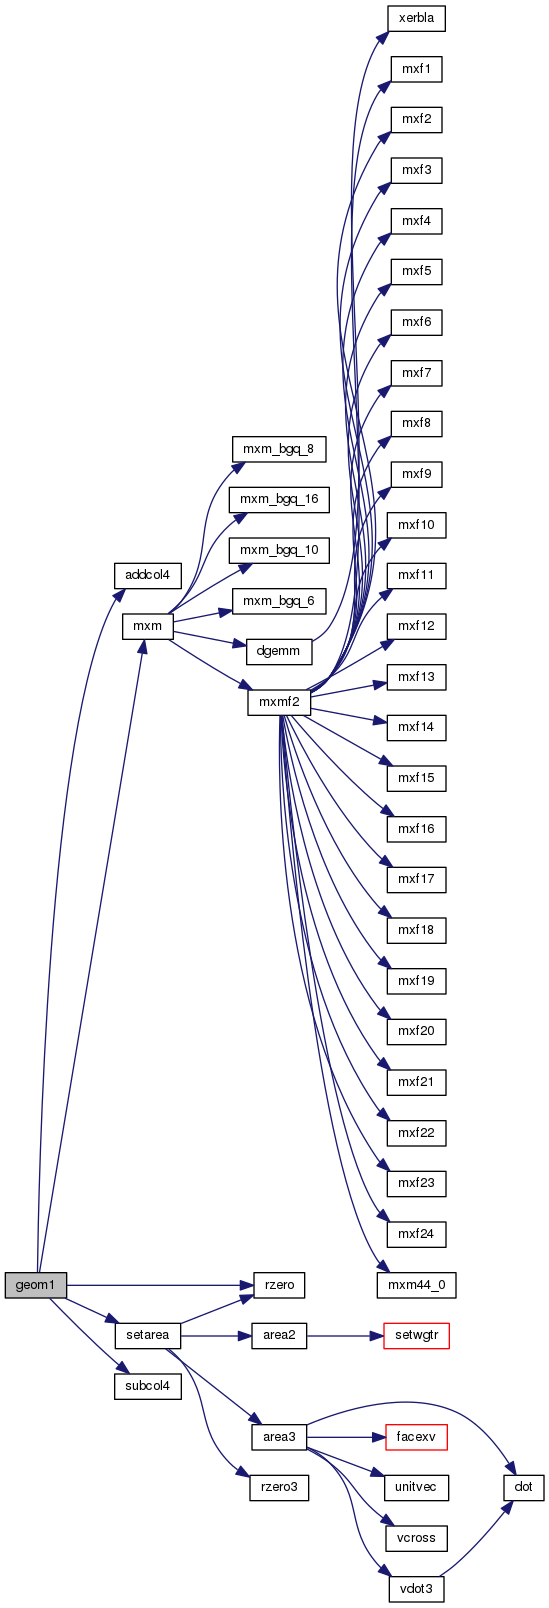 xerbla
mxf1
mxf2
mxf3
mxf4
mxf5
mxf6
mxf7
mxf8
mxm_bgq_8
mxf9
mxm_bgq_16
mxf10
mxm_bgq_10
addcol4
mxf11
mxm_bgq_6
mxm
mxf12
dgemm
mxf13
mxmf2
mxf14
mxf15
mxf16
mxf17
mxf18
mxf19
mxf20
mxf21
mxf22
mxf23
mxf24
geom1
rzero
mxm44_0
setarea
area2
setwgtr
subcol4
area3
facexv
rzero3
unitvec
dot
vcross
vdot3